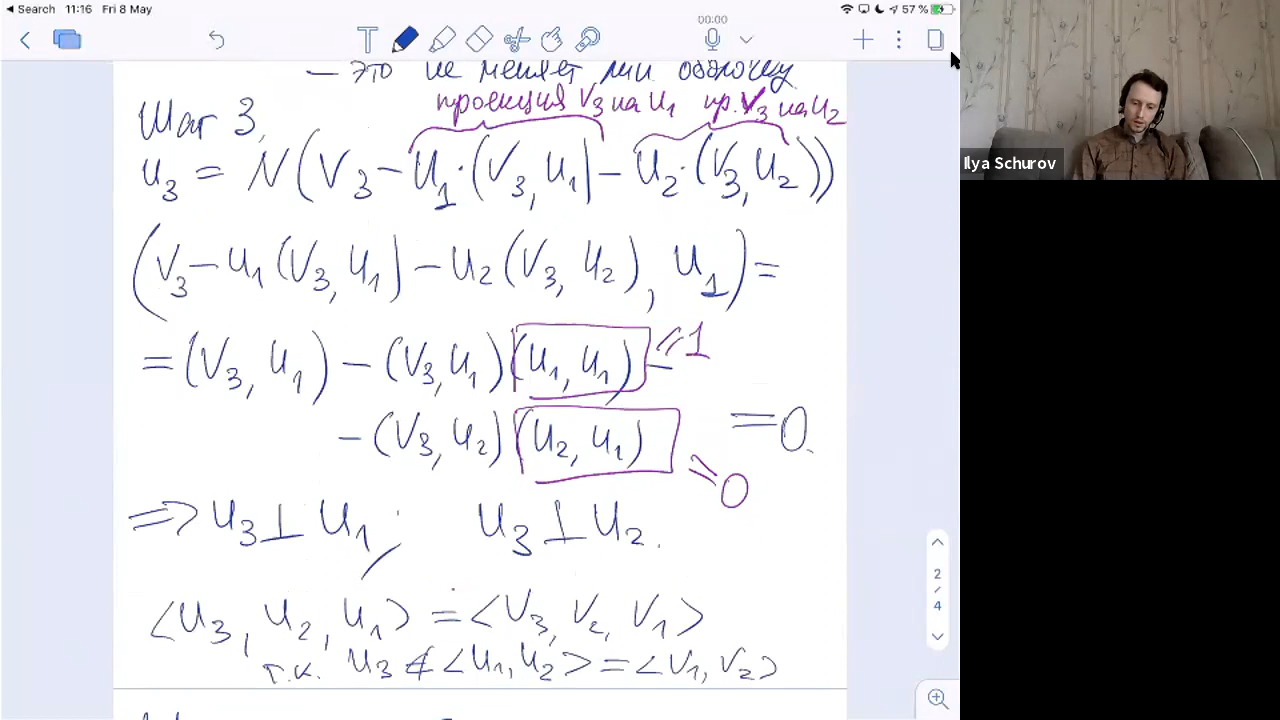 Search 11:16 Fri 8 May 57 %
00:00
— это не меняет лин. оболочку
проекция V₃ на U₁ пр. V₃ на U₂
Шаг 3.
U₃ = N(V₃ − U₁·(V₃, U₁) − U₂·(V₃, U₂))
(V₃ − U₁(V₃, U₁) − U₂(V₃, U₂), U₁) =
= (V₃, U₁) − (V₃, U₁)(U₁, U₁) − =1
− (V₃, U₂)(U₂, U₁) = 0.
=0
⇒ U₃ ⊥ U₁, U₃ ⊥ U₂.
<U₃, U₂, U₁> = <V₃, V₂, V₁>
т.к. U₃ ∉ <U₁, U₂> = <V₁, V₂>
2
/
4
Ilya Schurov